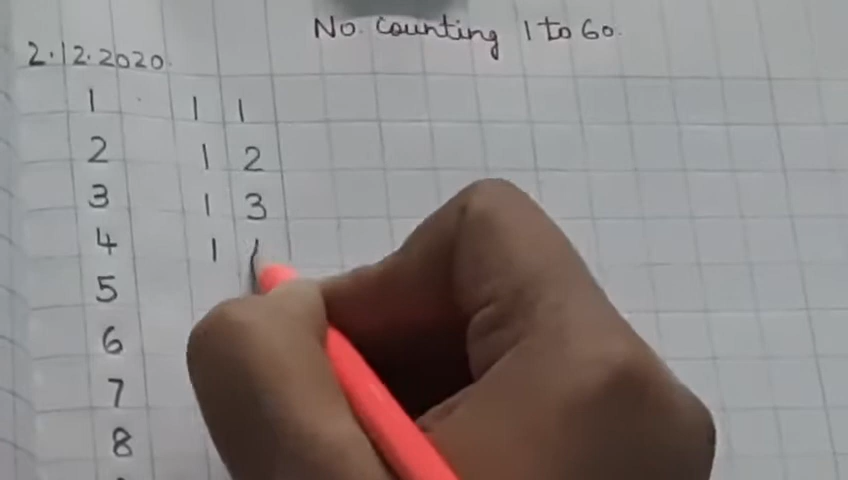 No. counting 1 to 60.
2.12.2020.
1 1 1
2 1 2
3 1 3
4 1
5
6
7
8